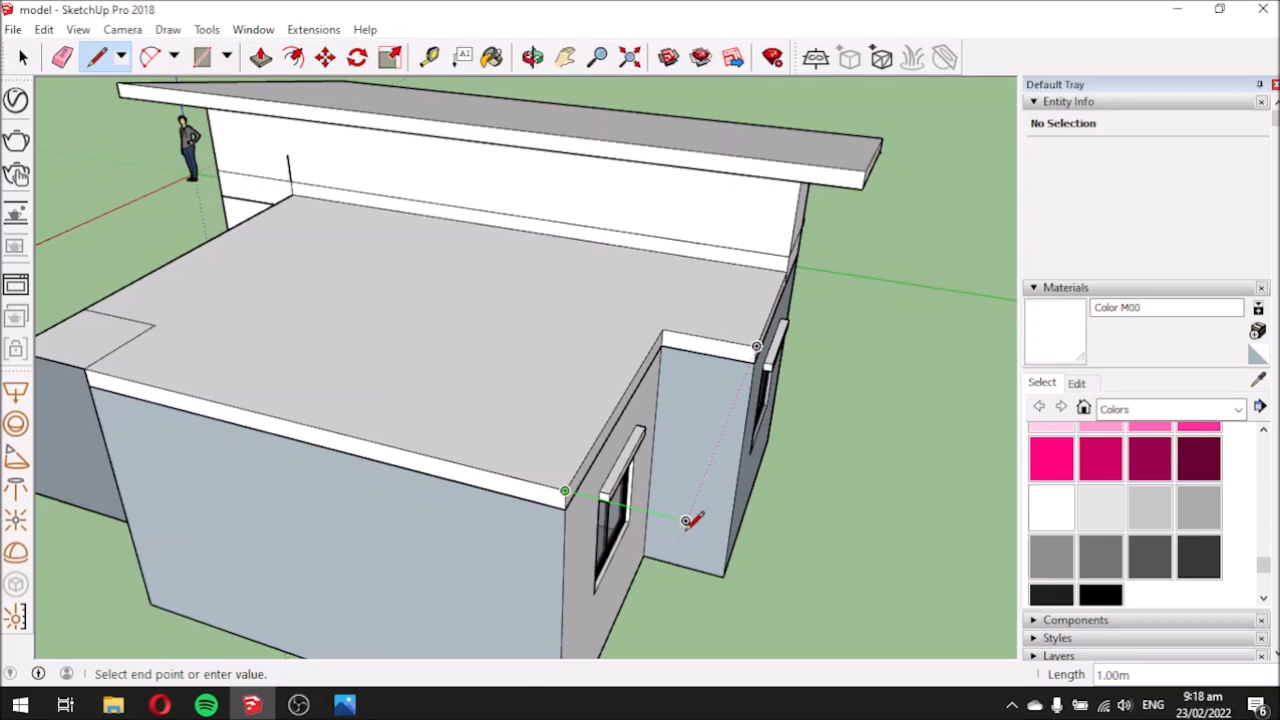 model - SketchUp Pro 2018
File Edit View Camera Draw Tools Window Extensions Help
A1
Default Tray
Entity Info
No Selection
Materials
Color M00
Select Edit
Colors
Components
Styles
Layers
Select end point or enter value.
Length 1.00m
ENG
9:18 am
23/02/2022
6